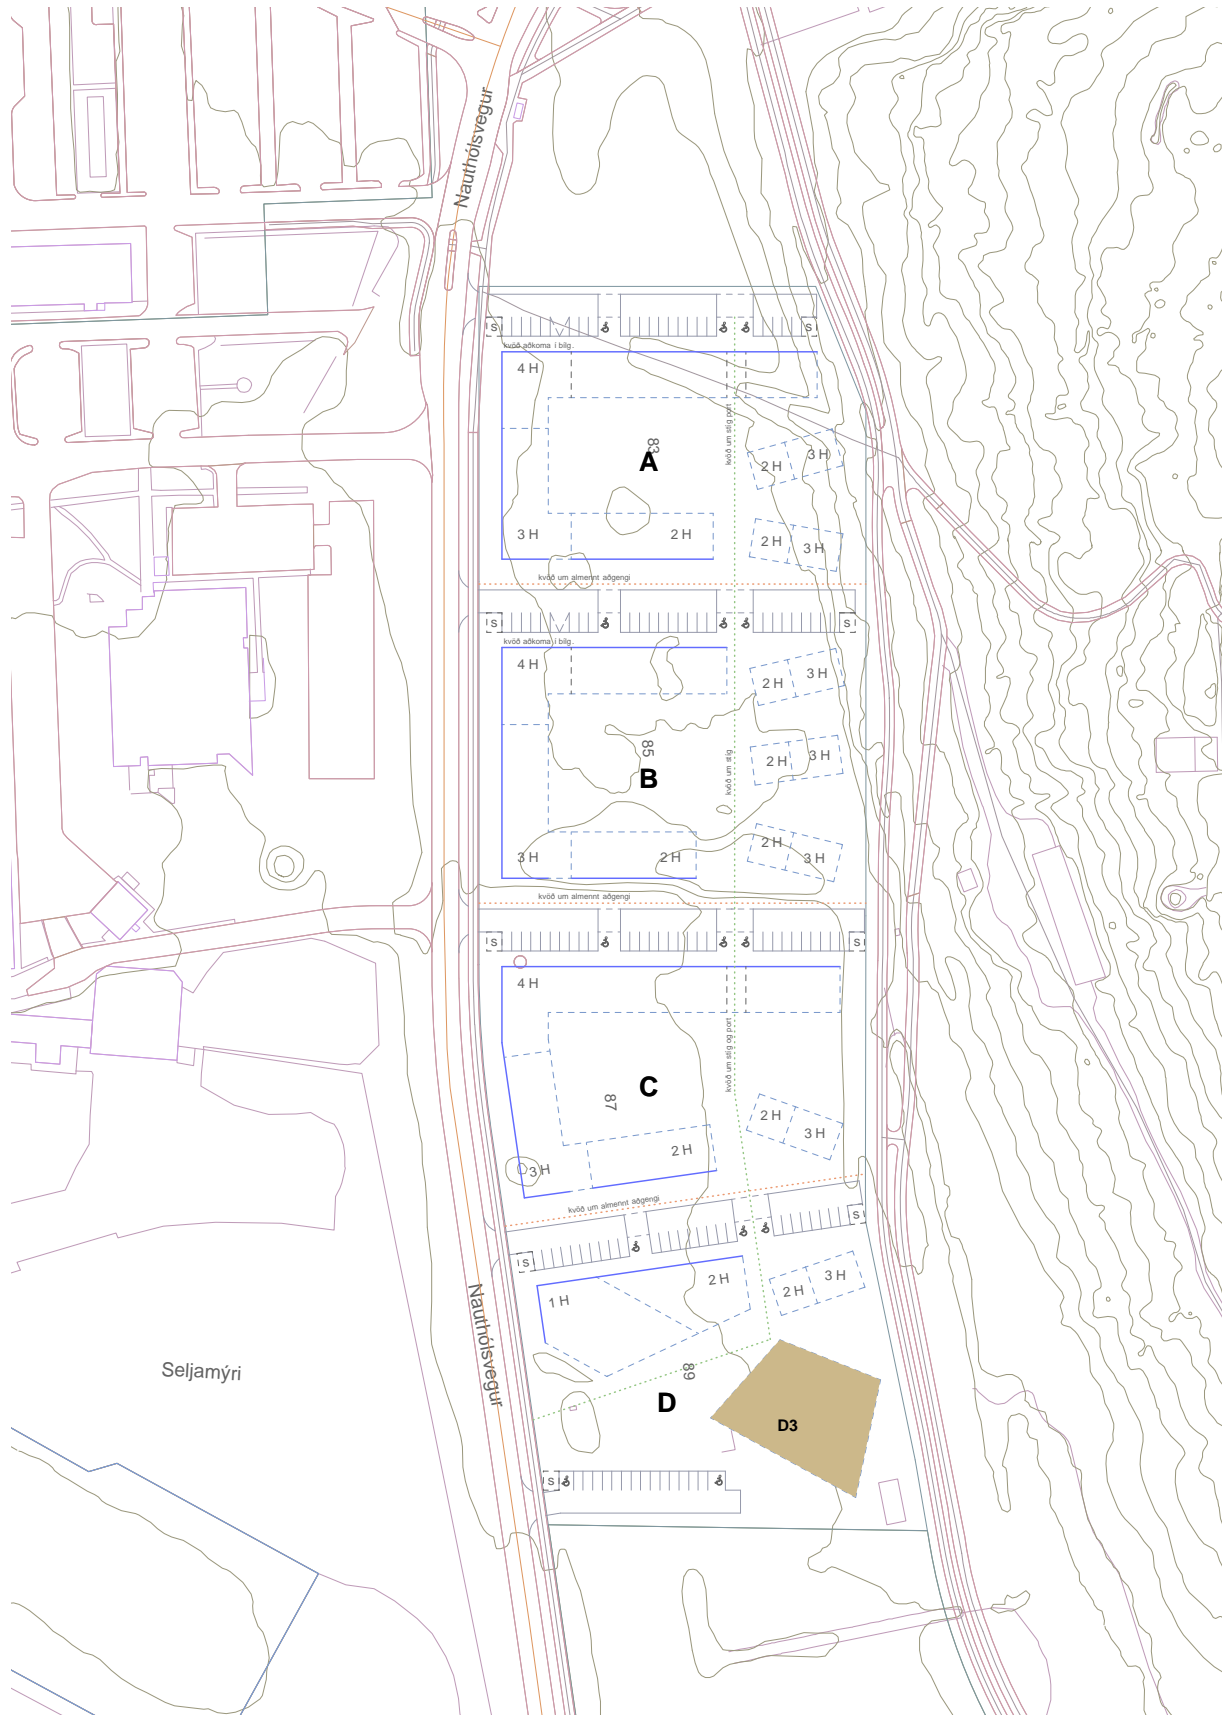 Nauthólsvegur
S
S
kvöð aðkoma í bílg.
4 H
83
A
kvöð um stíg port
2 H
3 H
3 H
2 H
2 H
3 H
kvöð um almennt aðgengi
S
S
kvöð aðkoma í bílg.
4 H
2 H
3 H
85
B
kvöð um stíg
2 H
3 H
3 H
2 H
2 H
3 H
kvöð um almennt aðgengi
S
S
4 H
kvöð um stíg og port
C
87
2 H
3 H
2 H
3 H
kvöð um almennt aðgengi
S
S
1 H
2 H
2 H
3 H
Nauthólsvegur
Seljamýri
89
D
D3
S